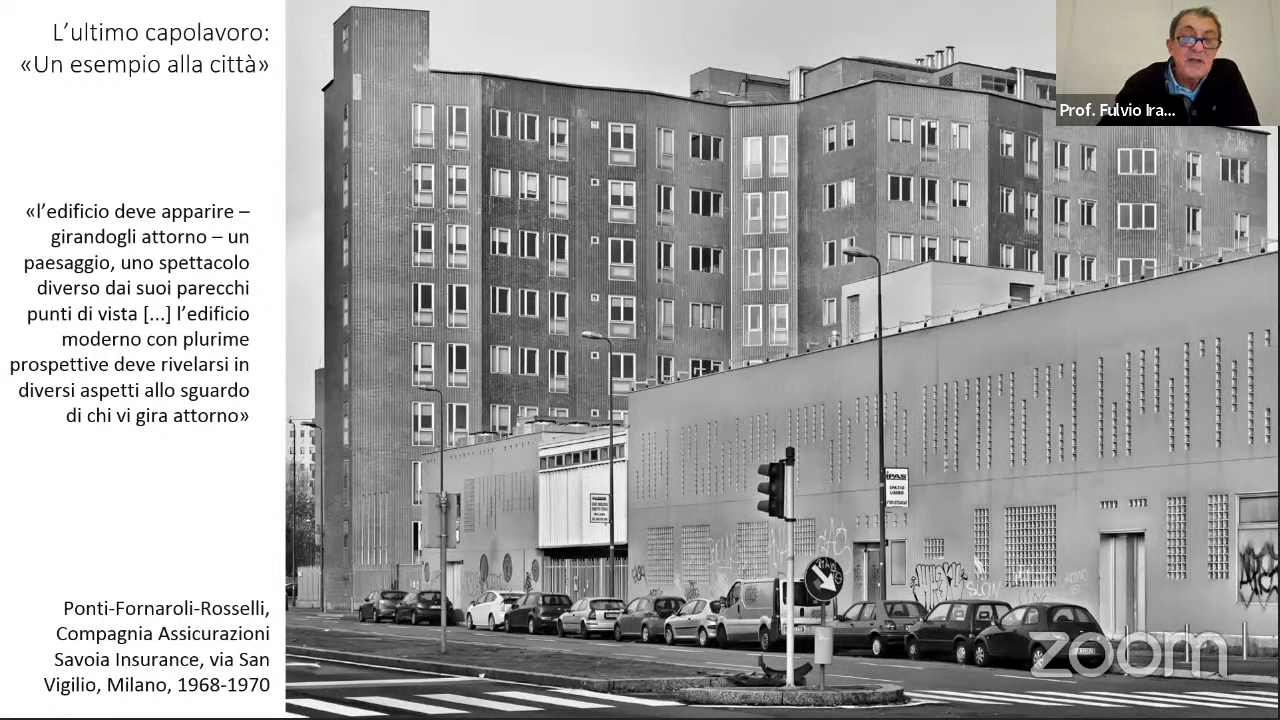 L’ultimo capolavoro:
«Un esempio alla città»
«l’edificio deve apparire –
girandogli attorno – un
paesaggio, uno spettacolo
diverso dai suoi parecchi
punti di vista [...] l’edificio
moderno con plurime
prospettive deve rivelarsi in
diversi aspetti allo sguardo
di chi vi gira attorno»
Ponti-Fornaroli-Rosselli,
Compagnia Assicurazioni
Savoia Insurance, via San
Vigilio, Milano, 1968-1970
Prof. Fulvio Ira...
IPAS
SPAZIO
LIBERO
SLOW
zoom